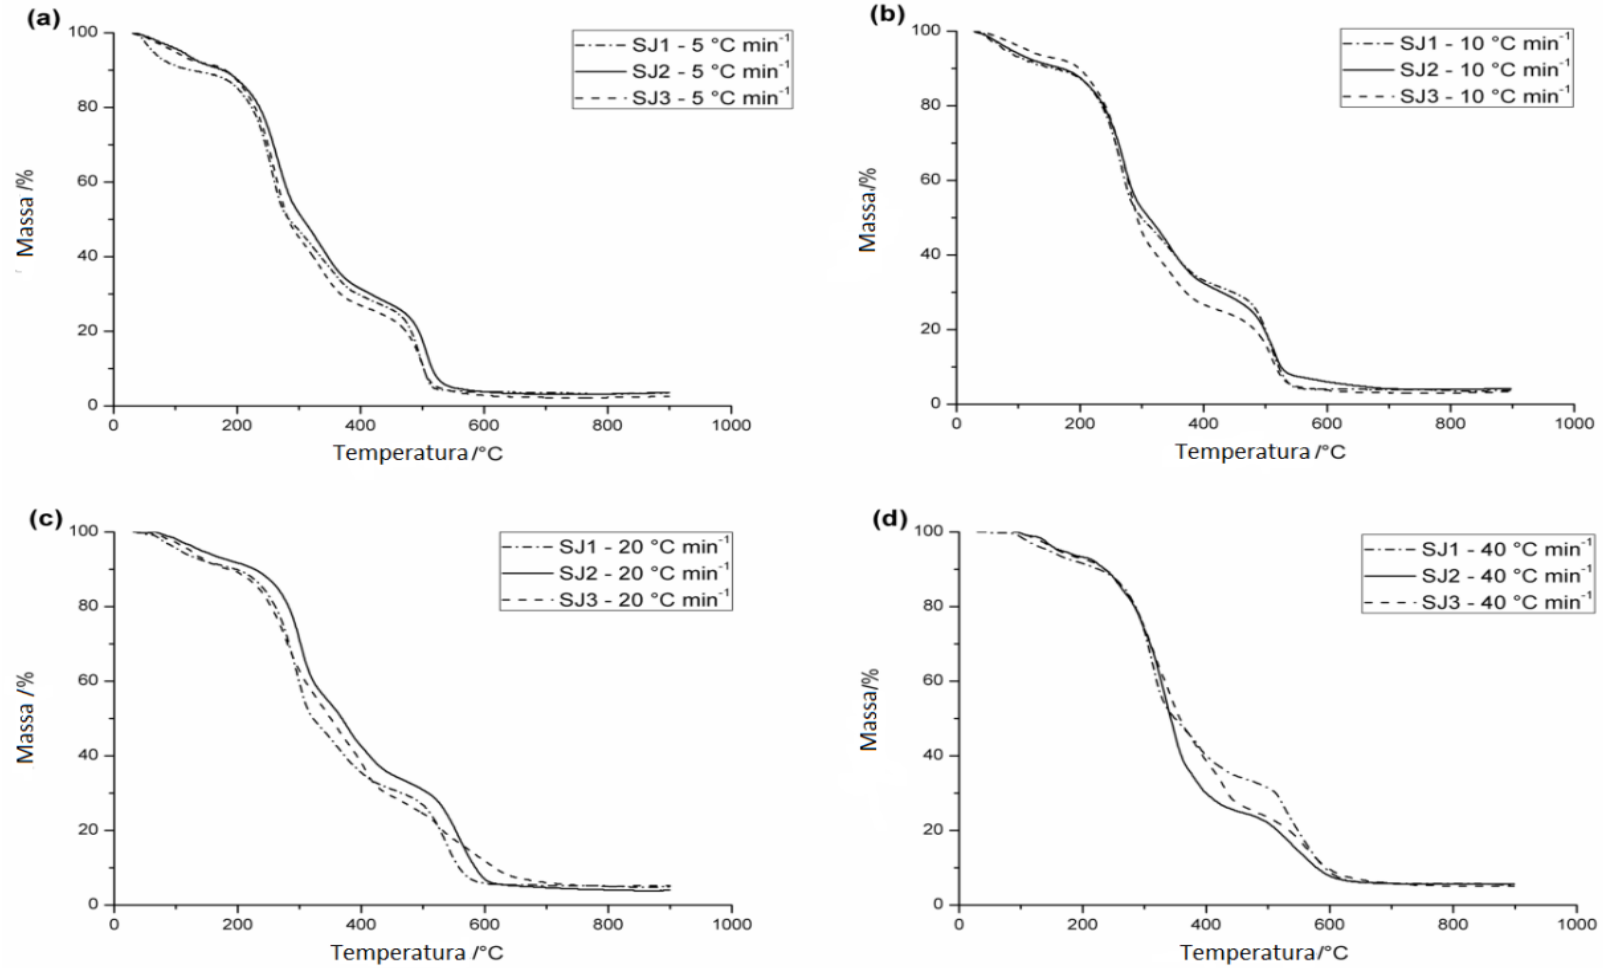 (a)
100
80
60
40
20
0
Massa /%
SJ1 - 5 °C min⁻¹
SJ2 - 5 °C min⁻¹
SJ3 - 5 °C min⁻¹
0 200 400 600 800 1000
Temperatura /°C
(b)
100
80
60
40
20
0
Massa/%
SJ1 - 10 °C min⁻¹
SJ2 - 10 °C min⁻¹
SJ3 - 10 °C min⁻¹
0 200 400 600 800 1000
Temperatura /°C
(c)
100
80
60
40
20
0
Massa /%
SJ1 - 20 °C min⁻¹
SJ2 - 20 °C min⁻¹
SJ3 - 20 °C min⁻¹
0 200 400 600 800 1000
Temperatura /°C
(d)
100
80
60
40
20
0
Massa/%
SJ1 - 40 °C min⁻¹
SJ2 - 40 °C min⁻¹
SJ3 - 40 °C min⁻¹
0 200 400 600 800 1000
Temperatura/°C